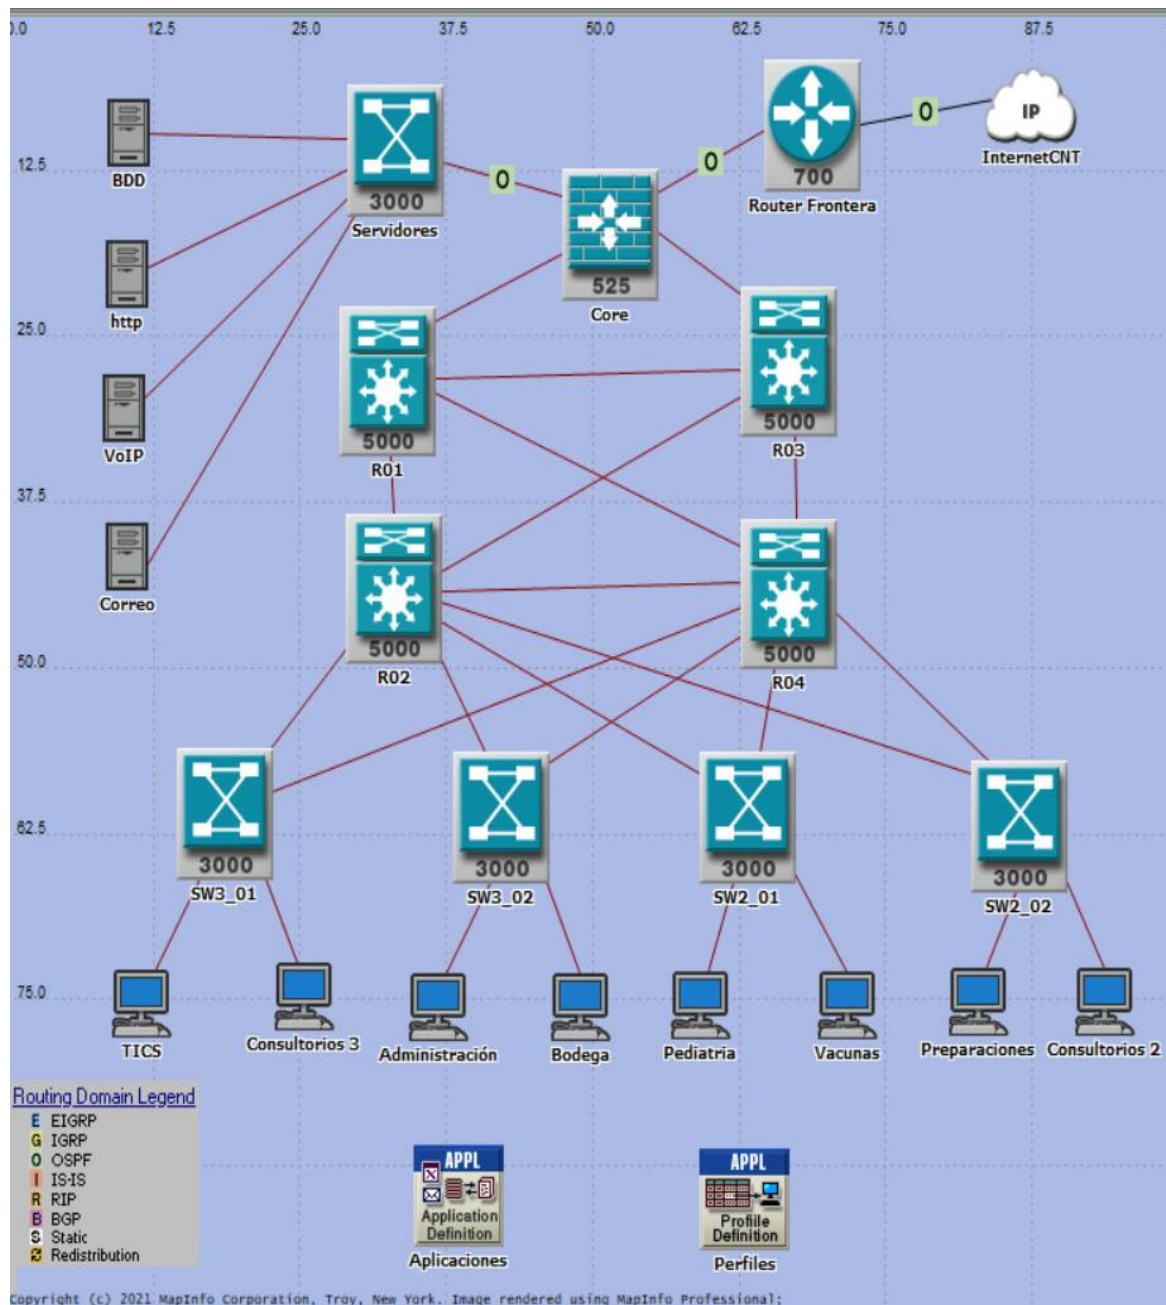 0.0 12.5 25.0 37.5 50.0 62.5 75.0 87.5
BDD
3000
Servidores
O
O
700
Router Frontera
O
IP
InternetCNT
12.5
http
525
Core
25.0
VoIP
5000
R01
5000
R03
37.5
Correo
5000
R02
5000
R04
50.0
62.5
3000
SW3_01
3000
SW3_02
3000
SW2_01
3000
SW2_02
75.0
TICS
Consultorios 3
Administración
Bodega
Pediatria
Vacunas
Preparaciones
Consultorios 2
Routing Domain Legend
E EIGRP
G IGRP
O OSPF
I IS-IS
R RIP
B BGP
S Static
Redistribution
APPL
Application
Definition
Aplicaciones
APPL
Profiile
Definition
Perfiles
Copyright (c) 2021 MapInfo Corporation, Troy, New York. Image rendered using MapInfo Professional;